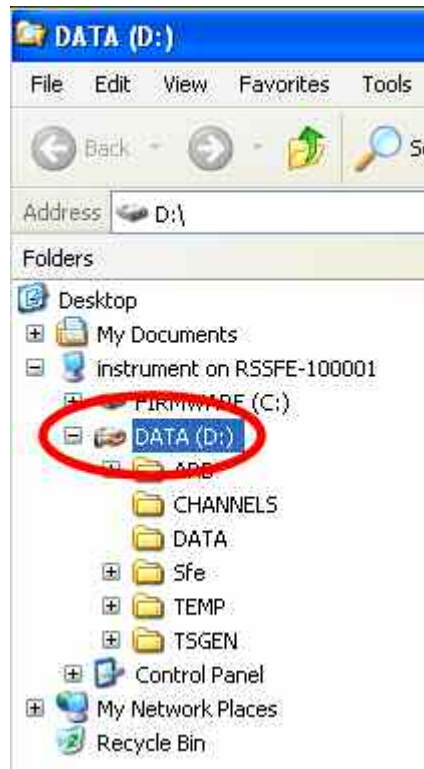 DATA (D:)
File Edit View Favorites Tools
Back
Address D:\
Folders
Desktop
My Documents
instrument on RSSFE-100001
FIRMWARE (C:)
DATA (D:)
ARB
CHANNELS
DATA
Sfe
TEMP
TSGEN
Control Panel
My Network Places
Recycle Bin